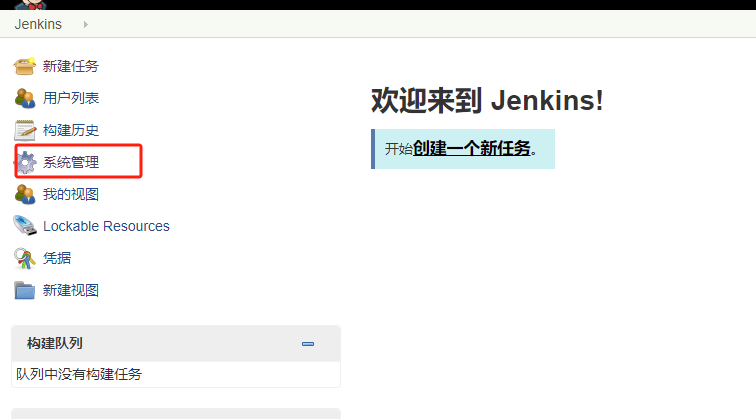 Jenkins
新建任务
用户列表
构建历史
系统管理
我的视图
Lockable Resources
凭据
新建视图
构建队列
队列中没有构建任务
欢迎来到 Jenkins!
开始创建一个新任务。